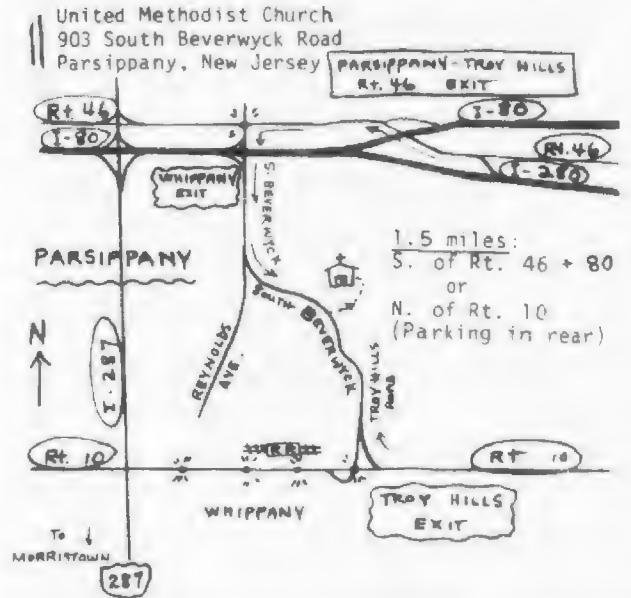 United Methodist Church
903 South Beverwyck Road
Parsippany, New Jersey
PARSIPPANY-TROY HILLS
Rt. 46 EXIT
Rt 46
I-80
I-80
Rt. 46
I-280
WHIPPANY
EXIT
S. BEVERWYCK
PARSIPPANY
1.5 miles:
S. of Rt. 46 + 80
or
N. of Rt. 10
(Parking in rear)
SOUTH BEVERWYCK
N
I-287
REYNOLDS
AVE.
TROY HILLS
ROAD
RR
Rt. 10
Rt 10
WHIPPANY
TROY HILLS
EXIT
To
MORRISTOWN
287